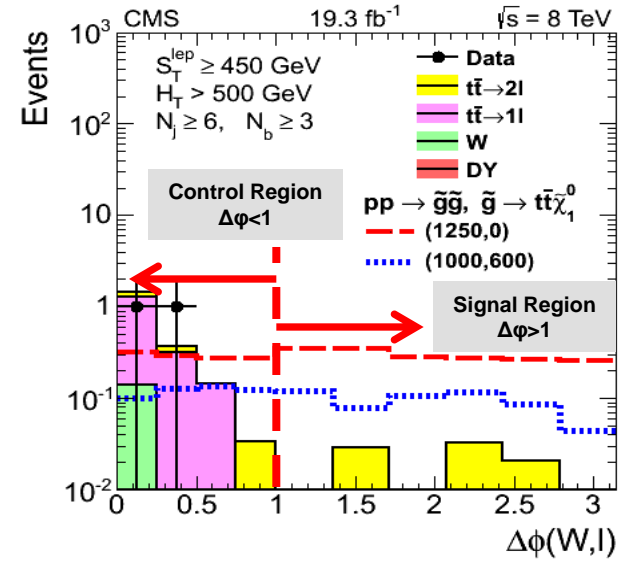 CMS 19.3 fb⁻¹ √s = 8 TeV
Events
10³
10²
10
1
10⁻¹
10⁻²
S_T^lep ≥ 450 GeV
H_T > 500 GeV
N_j ≥ 6, N_b ≥ 3
Data
tt̄→2l
tt̄→1l
W
DY
pp → g̃g̃, g̃ → tt̄χ̃₁⁰
(1250,0)
(1000,600)
Control Region
Δφ<1
Signal Region
Δφ>1
0 0.5 1 1.5 2 2.5 3
Δϕ(W,l)